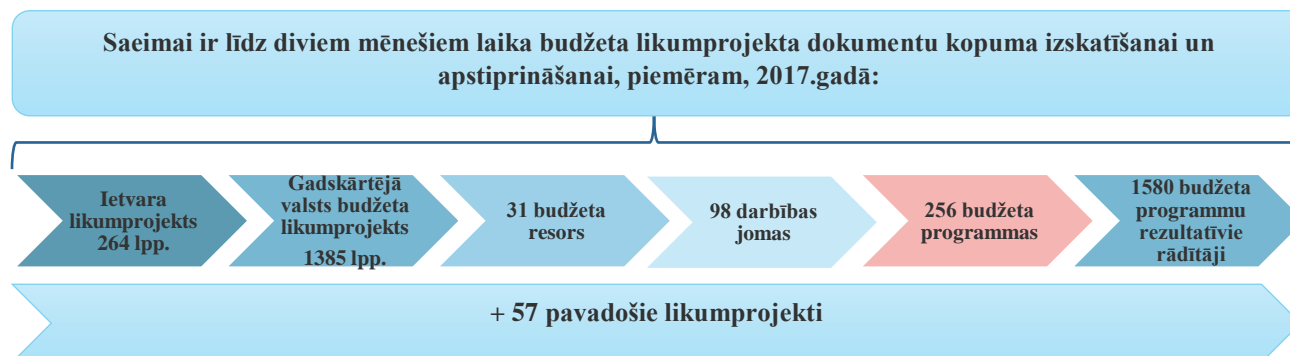 Saeimai ir līdz diviem mēnešiem laika budžeta likumprojekta dokumentu kopuma izskatīšanai un
apstiprināšanai, piemēram, 2017.gadā:
Ietvara
likumprojekts
264 lpp.
Gadskārtējā
valsts budžeta
likumprojekts
1385 lpp.
31 budžeta
resors
98 darbības
jomas
256 budžeta
programmas
1580 budžeta
programmu
rezultatīvie
rādītāji
+ 57 pavadošie likumprojekti